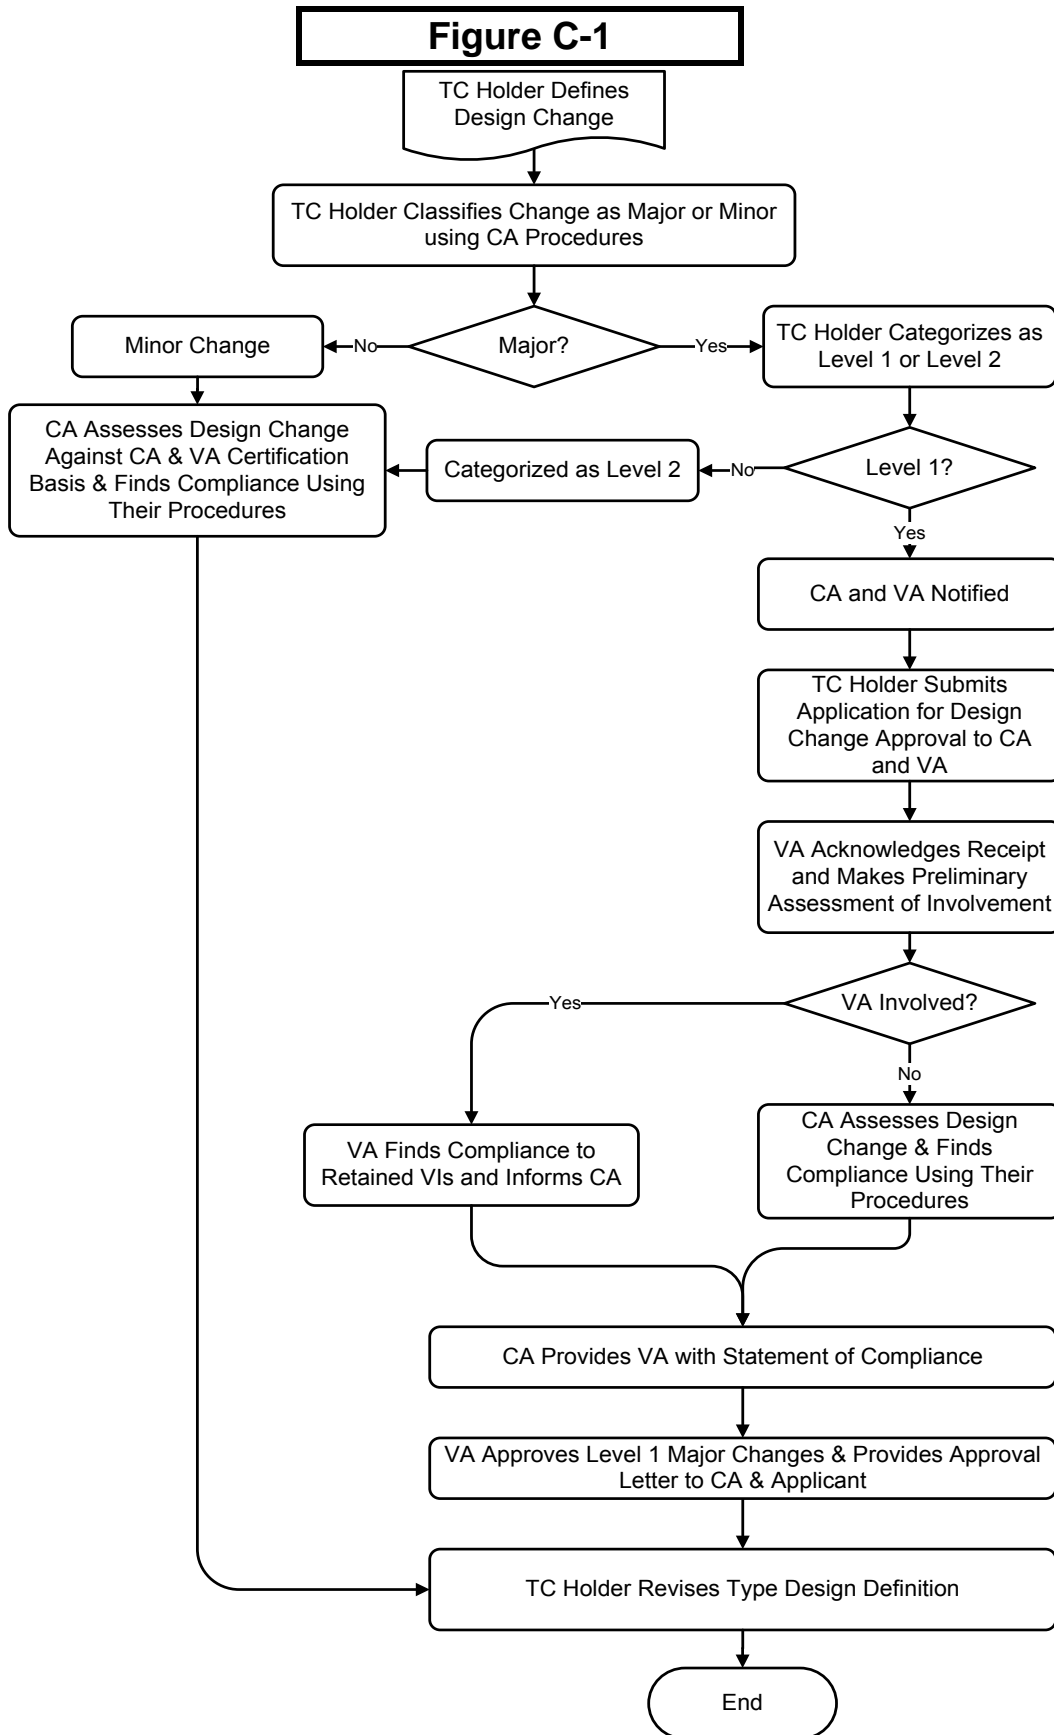 Figure C-1
TC Holder Defines
Design Change
TC Holder Classifies Change as Major or Minor
using CA Procedures
Minor Change
No
Major?
Yes
TC Holder Categorizes as
Level 1 or Level 2
CA Assesses Design Change
Against CA & VA Certification
Basis & Finds Compliance Using
Their Procedures
Categorized as Level 2
No
Level 1?
Yes
CA and VA Notified
TC Holder Submits
Application for Design
Change Approval to CA
and VA
VA Acknowledges Receipt
and Makes Preliminary
Assessment of Involvement
Yes
VA Involved?
No
VA Finds Compliance to
Retained VIs and Informs CA
CA Assesses Design
Change & Finds
Compliance Using Their
Procedures
CA Provides VA with Statement of Compliance
VA Approves Level 1 Major Changes & Provides Approval
Letter to CA & Applicant
TC Holder Revises Type Design Definition
End